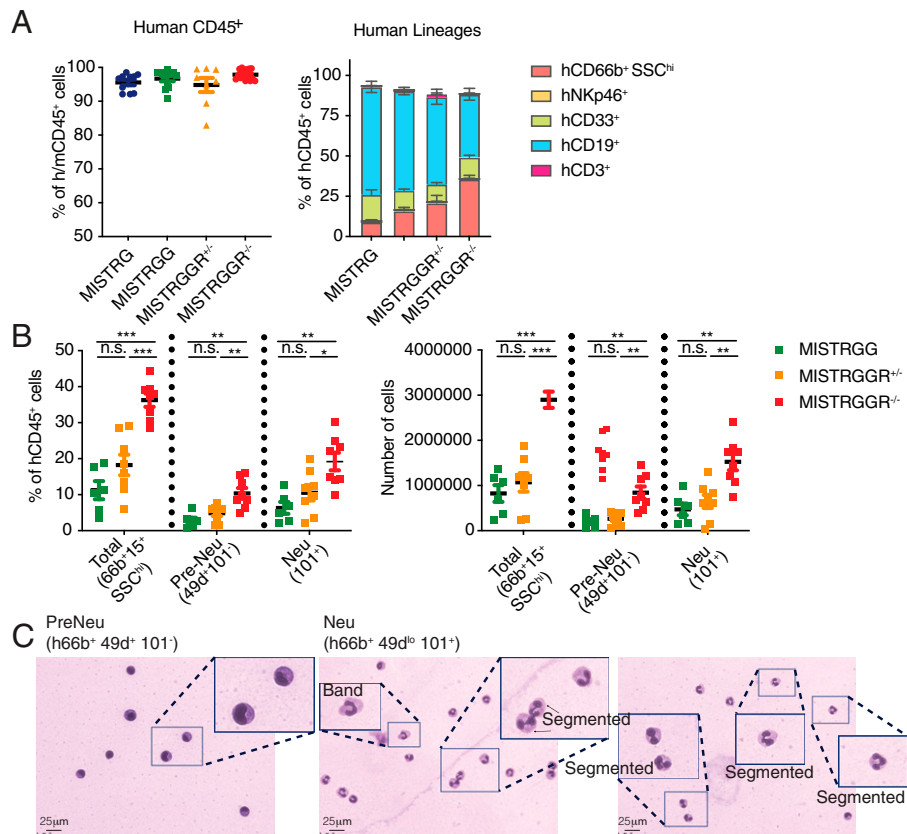 A
Human CD45+
Human Lineages
% of h/mCD45+ cells
100
90
80
70
60
50
MISTRG
MISTRGG
MISTRGGR+/-
MISTRGGR-/-
% of hCD45+ cells
100
75
50
25
0
MISTRG
MISTRGGR+/-
MISTRGGR-/-
hCD66b+ SSChi
hNKp46+
hCD33+
hCD19+
hCD3+
B
% of hCD45+ cells
50
40
30
20
10
0
***
n.s. ***
**
n.s. **
**
n.s. *
Total
(66b+15+
SSChi)
Pre-Neu
(49d+101-)
Neu
(101+)
Number of cells
4000000
3000000
2000000
1000000
0
***
n.s. ***
**
n.s. **
**
n.s. **
Total
(66b+15+
SSChi)
Pre-Neu
(49d+101-)
Neu
(101+)
MISTRGG
MISTRGGR+/-
MISTRGGR-/-
C
PreNeu
(h66b+ 49d+ 101-)
Neu
(h66b+ 49dlo 101+)
Band
Segmented
Segmented
Segmented
Segmented
25μm
25μm
25μm